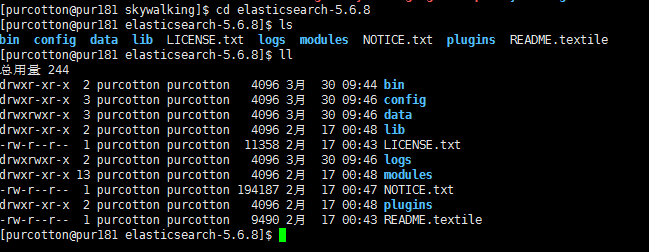 [purcotton@pur181 skywalking]$ cd elasticsearch-5.6.8
[purcotton@pur181 elasticsearch-5.6.8]$ ls
bin config data lib LICENSE.txt logs modules NOTICE.txt plugins README.textile
[purcotton@pur181 elasticsearch-5.6.8]$ ll
总用量 244
drwxr-xr-x 2 purcotton purcotton 4096 3月 30 09:44 bin
drwxr-xr-x 3 purcotton purcotton 4096 3月 30 09:46 config
drwxrwxr-x 3 purcotton purcotton 4096 3月 30 09:46 data
drwxr-xr-x 2 purcotton purcotton 4096 2月 17 00:48 lib
-rw-r--r-- 1 purcotton purcotton 11358 2月 17 00:43 LICENSE.txt
drwxrwxr-x 2 purcotton purcotton 4096 3月 30 09:46 logs
drwxr-xr-x 13 purcotton purcotton 4096 2月 17 00:48 modules
-rw-r--r-- 1 purcotton purcotton 194187 2月 17 00:47 NOTICE.txt
drwxr-xr-x 2 purcotton purcotton 4096 2月 17 00:48 plugins
-rw-r--r-- 1 purcotton purcotton 9490 2月 17 00:43 README.textile
[purcotton@pur181 elasticsearch-5.6.8]$